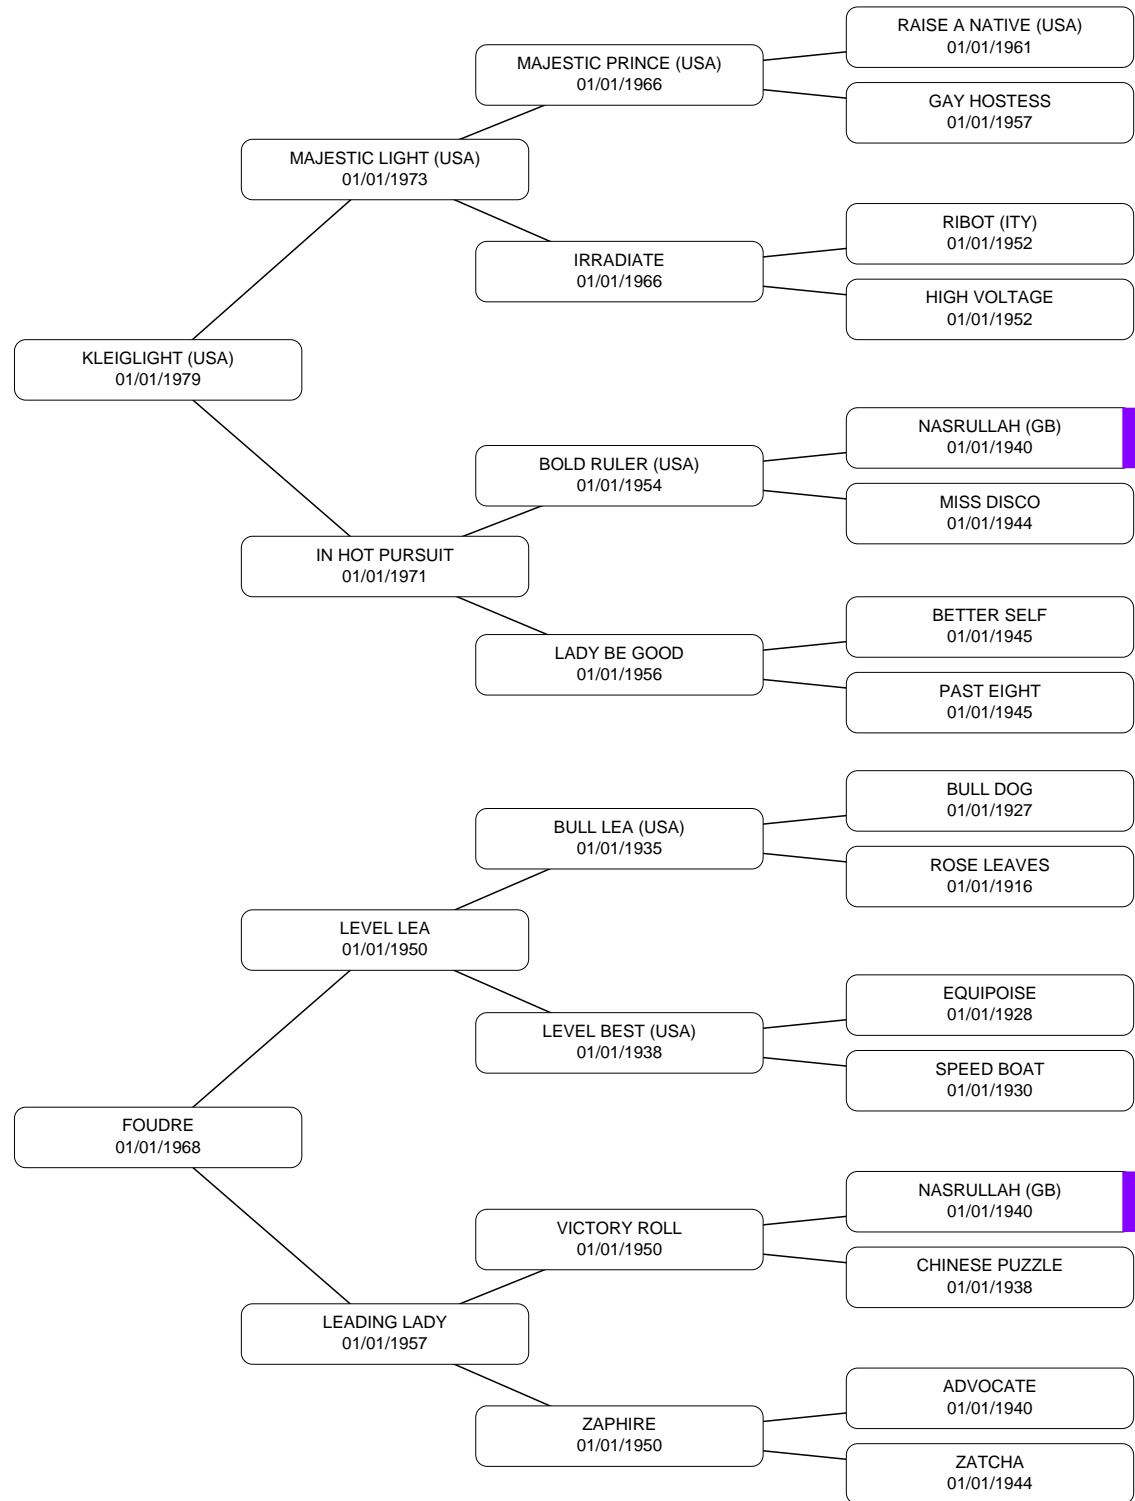 RAISE A NATIVE (USA)
01/01/1961
MAJESTIC PRINCE (USA)
01/01/1966
GAY HOSTESS
01/01/1957
MAJESTIC LIGHT (USA)
01/01/1973
RIBOT (ITY)
01/01/1952
IRRADIATE
01/01/1966
HIGH VOLTAGE
01/01/1952
KLEIGLIGHT (USA)
01/01/1979
NASRULLAH (GB)
01/01/1940
BOLD RULER (USA)
01/01/1954
MISS DISCO
01/01/1944
IN HOT PURSUIT
01/01/1971
BETTER SELF
01/01/1945
LADY BE GOOD
01/01/1956
PAST EIGHT
01/01/1945
BULL DOG
01/01/1927
BULL LEA (USA)
01/01/1935
ROSE LEAVES
01/01/1916
LEVEL LEA
01/01/1950
EQUIPOISE
01/01/1928
LEVEL BEST (USA)
01/01/1938
SPEED BOAT
01/01/1930
FOUDRE
01/01/1968
NASRULLAH (GB)
01/01/1940
VICTORY ROLL
01/01/1950
CHINESE PUZZLE
01/01/1938
LEADING LADY
01/01/1957
ADVOCATE
01/01/1940
ZAPHIRE
01/01/1950
ZATCHA
01/01/1944